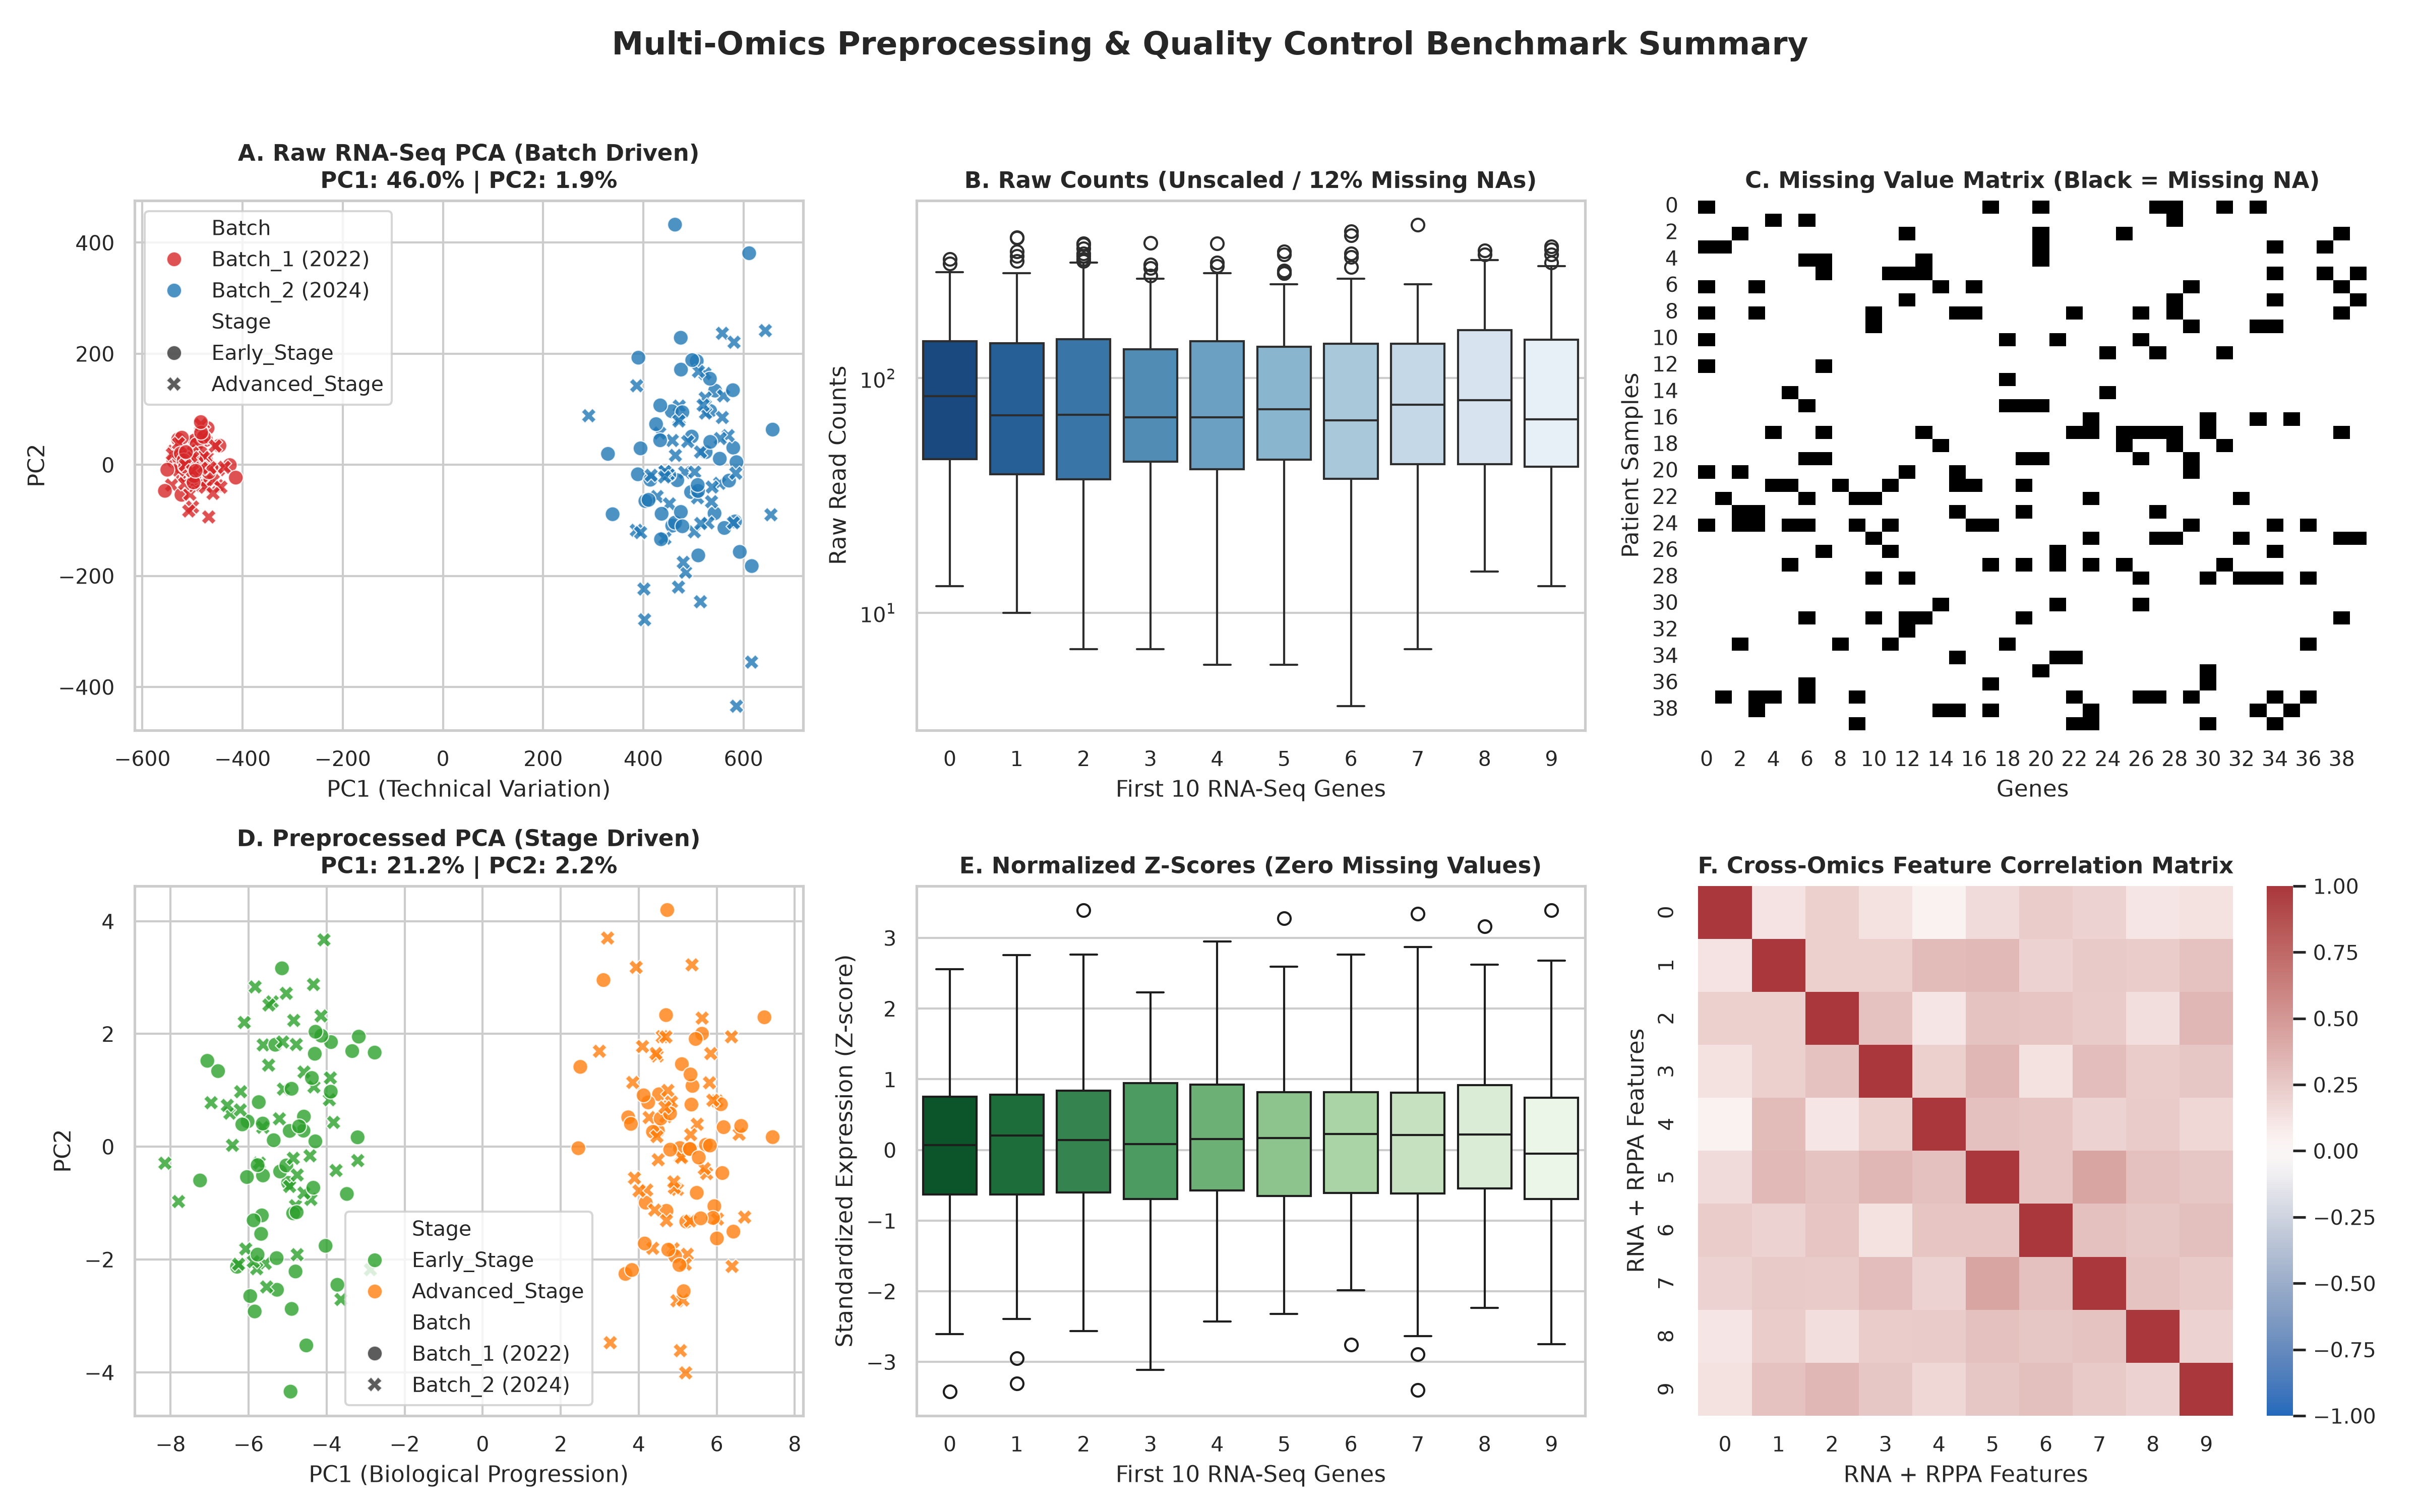 Multi-Omics Preprocessing & Quality Control Benchmark Summary
A. Raw RNA-Seq PCA (Batch Driven)
PC1: 46.0% | PC2: 1.9%
Batch
Batch_1 (2022)
Batch_2 (2024)
Stage
Early_Stage
Advanced_Stage
400
200
0
−200
−400
PC2
−600 −400 −200 0 200 400 600
PC1 (Technical Variation)
B. Raw Counts (Unscaled / 12% Missing NAs)
10²
10¹
Raw Read Counts
0 1 2 3 4 5 6 7 8 9
First 10 RNA-Seq Genes
C. Missing Value Matrix (Black = Missing NA)
0
2
4
6
8
10
12
14
16
18
20
22
24
26
28
30
32
34
36
38
Patient Samples
0 2 4 6 8 10 12 14 16 18 20 22 24 26 28 30 32 34 36 38
Genes
D. Preprocessed PCA (Stage Driven)
PC1: 21.2% | PC2: 2.2%
4
2
0
−2
−4
PC2
Stage
Early_Stage
Advanced_Stage
Batch
Batch_1 (2022)
Batch_2 (2024)
−8 −6 −4 −2 0 2 4 6 8
PC1 (Biological Progression)
E. Normalized Z-Scores (Zero Missing Values)
3
2
1
0
−1
−2
−3
Standardized Expression (Z-score)
0 1 2 3 4 5 6 7 8 9
First 10 RNA-Seq Genes
F. Cross-Omics Feature Correlation Matrix
0
1
2
3
4
5
6
7
8
9
RNA + RPPA Features
0 1 2 3 4 5 6 7 8 9
RNA + RPPA Features
1.00
0.75
0.50
0.25
0.00
−0.25
−0.50
−0.75
−1.00